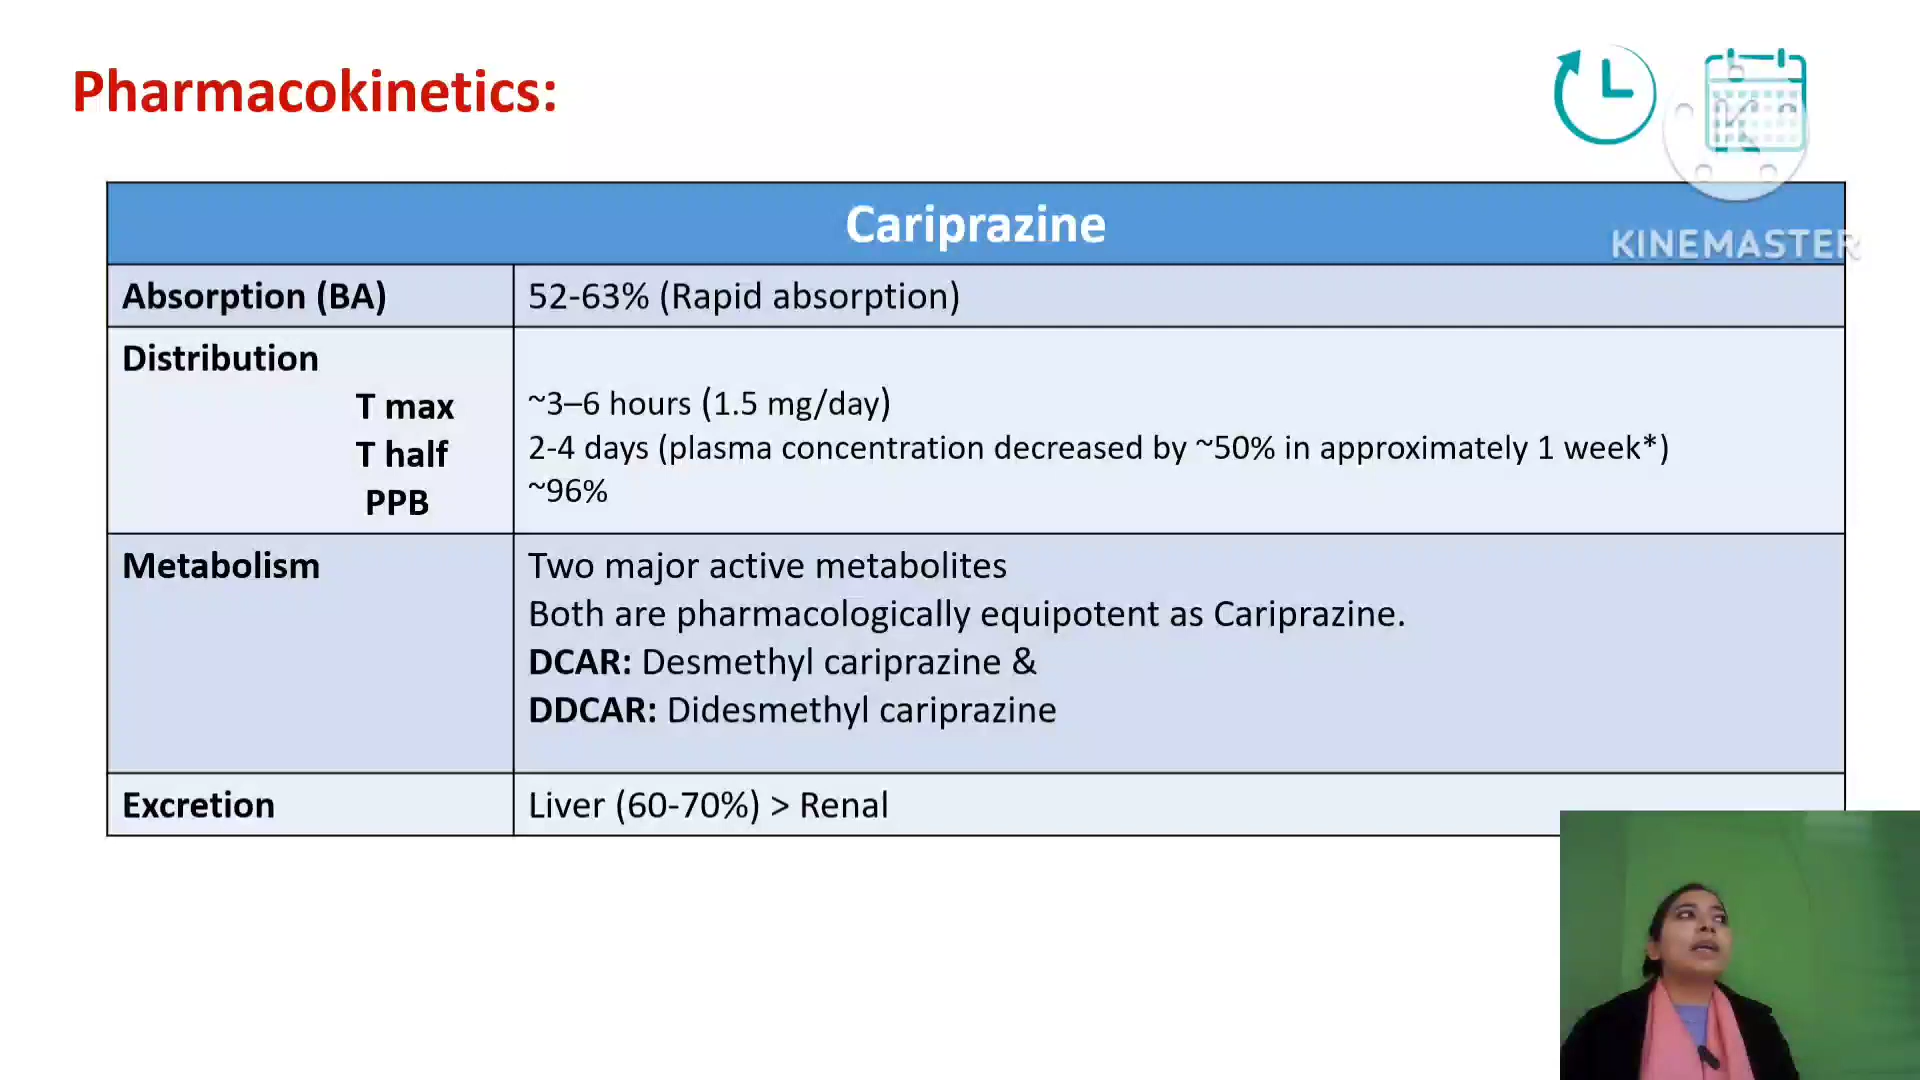 Pharmacokinetics:
KINEMASTER
Cariprazine
Absorption (BA)
52-63% (Rapid absorption)
Distribution
T max
~3–6 hours (1.5 mg/day)
T half
2-4 days (plasma concentration decreased by ~50% in approximately 1 week*)
PPB
~96%
Metabolism
Two major active metabolites
Both are pharmacologically equipotent as Cariprazine.
DCAR: Desmethyl cariprazine &
DDCAR: Didesmethyl cariprazine
Excretion
Liver (60-70%) > Renal